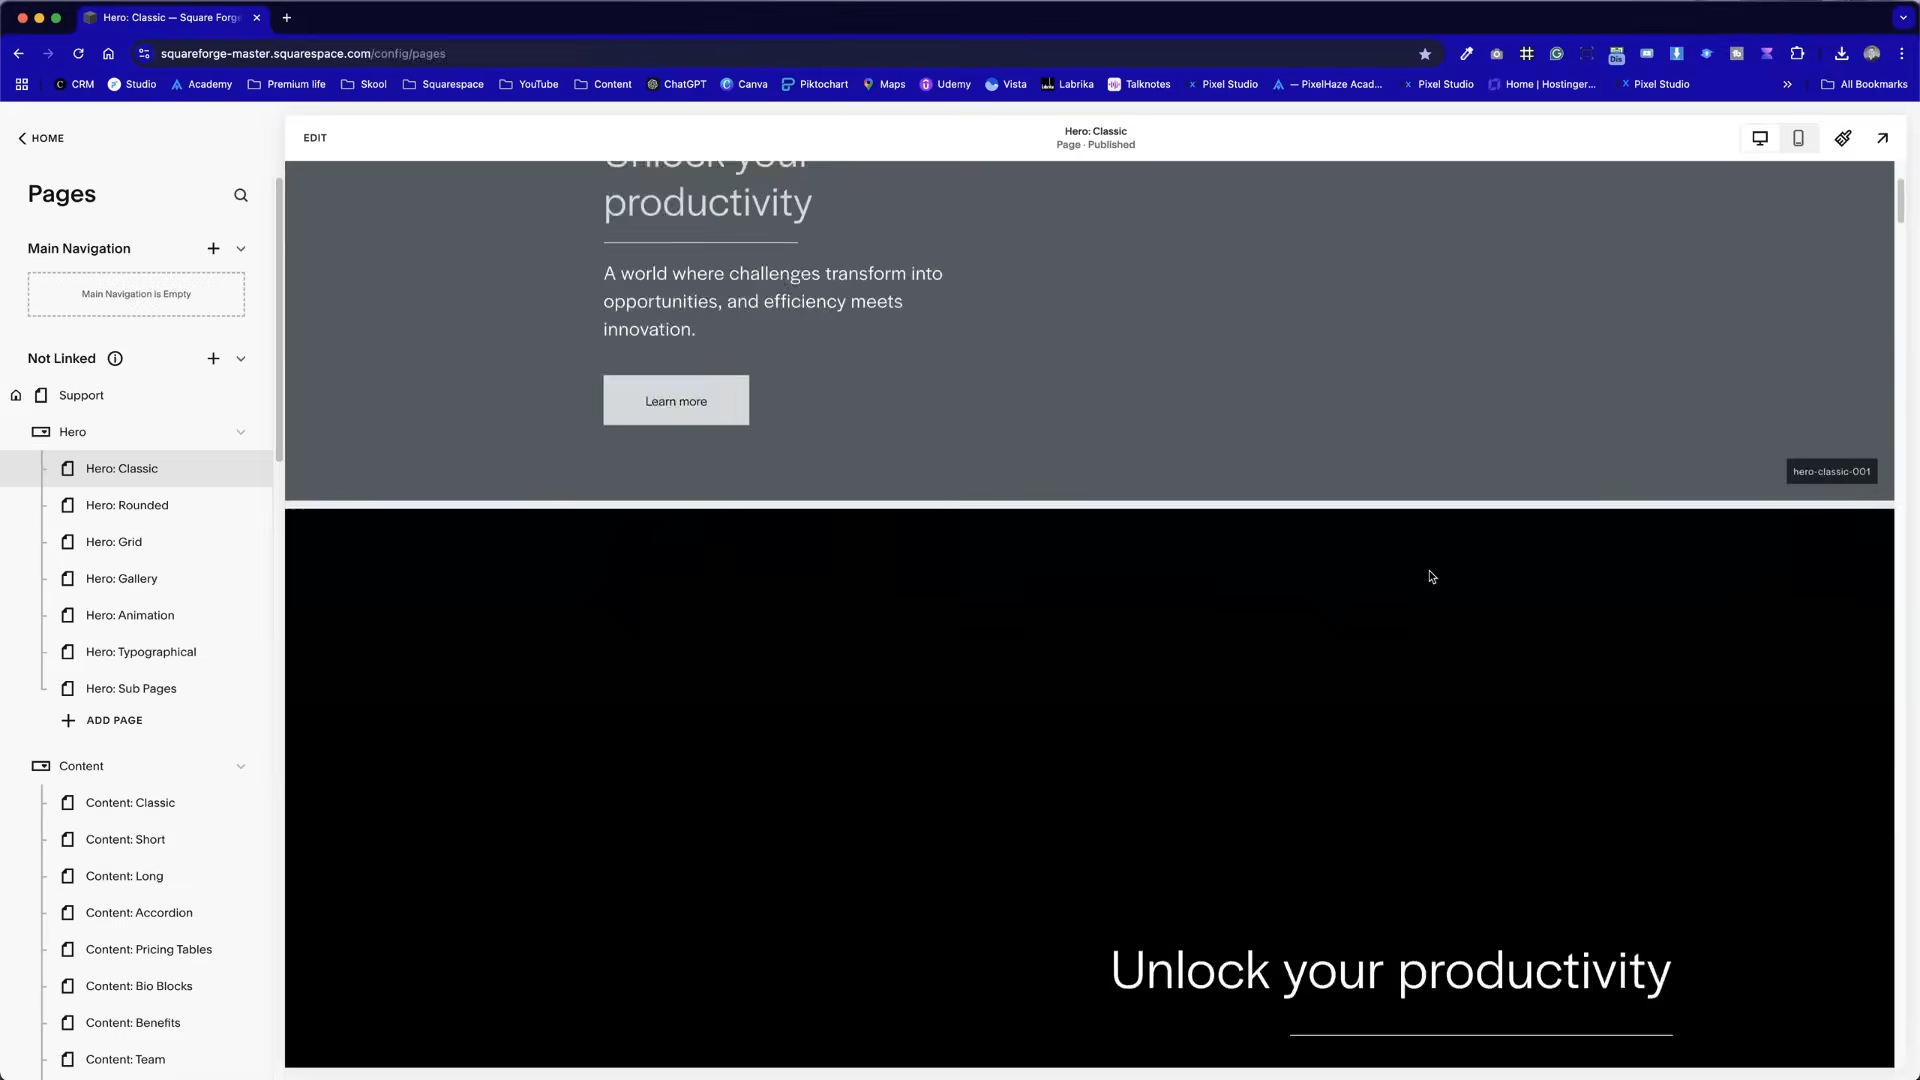 Hero: Classic — Square Forg
squareforge-master.squarespace.com/config/pages
Dis
CRM
Studio
Academy
Premium life
Skool
Squarespace
YouTube
Content
ChatGPT
Canva
Piktochart
Maps
Udemy
Vista
Labrika
Talknotes
Pixel Studio
— PixelHaze Acad...
Pixel Studio
Home | Hostinger...
Pixel Studio
»
All Bookmarks
HOME
EDIT
Hero: Classic
Page · Published
Pages
Main Navigation
Main Navigation is Empty
Not Linked
Support
Hero
Hero: Classic
Hero: Rounded
Hero: Grid
Hero: Gallery
Hero: Animation
Hero: Typographical
Hero: Sub Pages
ADD PAGE
Content
Content: Classic
Content: Short
Content: Long
Content: Accordion
Content: Pricing Tables
Content: Bio Blocks
Content: Benefits
Content: Team
Unlock your
productivity
A world where challenges transform into
opportunities, and efficiency meets
innovation.
Learn more
hero-classic-001
Unlock your productivity